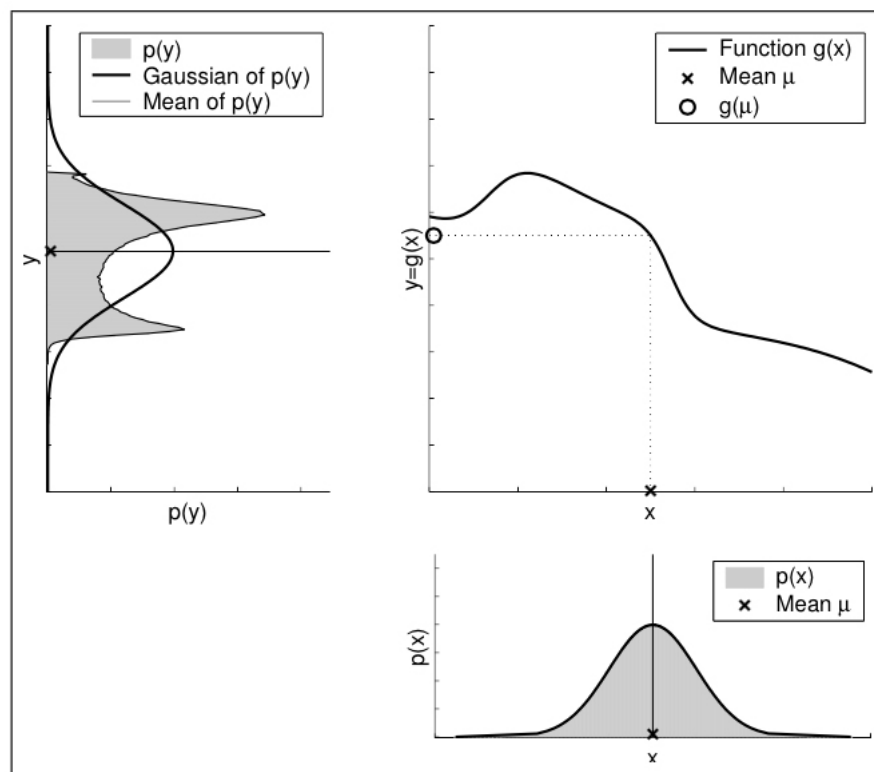 p(y)
Gaussian of p(y)
Mean of p(y)
y
p(y)
Function g(x)
Mean μ
g(μ)
y=g(x)
x
p(x)
Mean μ
p(x)
x